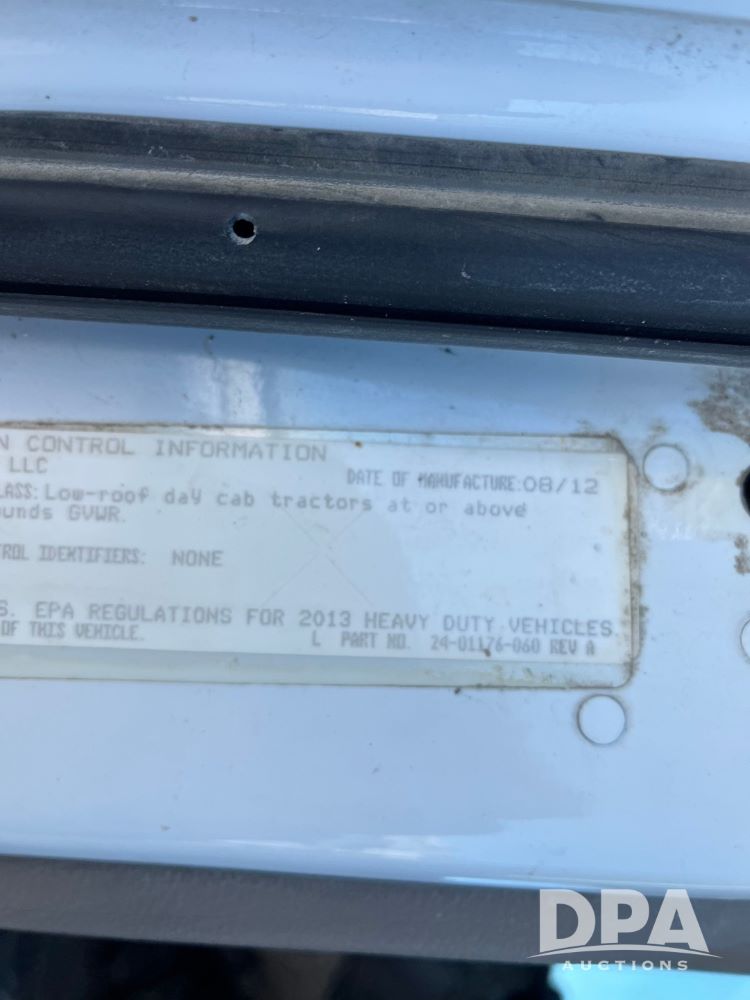 N CONTROL INFORMATION
LLC
DATE OF MANUFACTURE: 08/12
LASS: Low-roof day cab tractors at or above
ounds GVWR.
TROL IDENTIFIERS: NONE
S. EPA REGULATIONS FOR 2013 HEAVY DUTY VEHICLES
OF THIS VEHICLE.
L PART NO. 24-01176-060 REV A
DPA
AUCTIONS